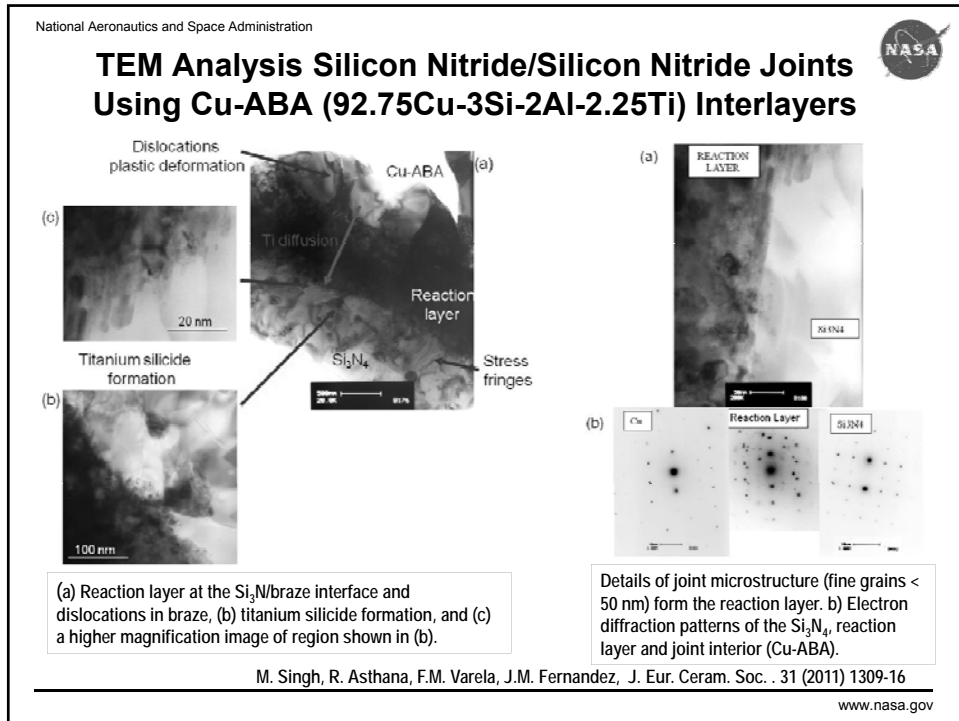 National Aeronautics and Space Administration
NASA
TEM Analysis Silicon Nitride/Silicon Nitride Joints
Using Cu-ABA (92.75Cu-3Si-2Al-2.25Ti) Interlayers
Dislocations
plastic deformation
Cu-ABA
(a)
(c)
Ti diffusion
20 nm
Reaction
layer
Titanium silicide
formation
Si₃N₄
Stress
fringes
500nm
(b)
100 nm
(a) Reaction layer at the Si₃N/braze interface and
dislocations in braze, (b) titanium silicide formation, and (c)
a higher magnification image of region shown in (b).
(a)
REACTION
LAYER
Si3N4
(b)
Cu
Reaction Layer
Si3N4
Details of joint microstructure (fine grains <
50 nm) form the reaction layer. b) Electron
diffraction patterns of the Si₃N₄, reaction
layer and joint interior (Cu-ABA).
M. Singh, R. Asthana, F.M. Varela, J.M. Fernandez, J. Eur. Ceram. Soc. . 31 (2011) 1309-16
www.nasa.gov